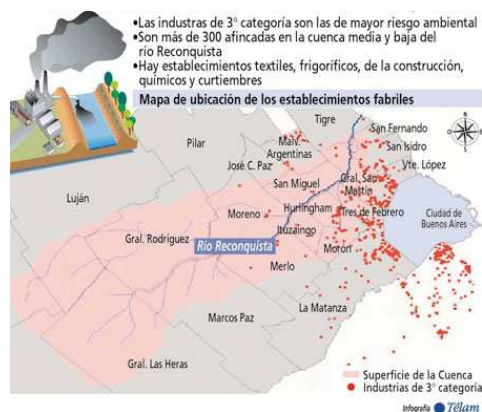 •Las industras de 3° categoría son las de mayor riesgo ambiental
•Son más de 300 afincadas en la cuenca media y baja del
río Reconquista
•Hay establecimientos textiles, frigoríficos, de la construcción,
químicos y curtiembres
Mapa de ubicación de los establecimientos fabriles
Tigre
San Fernando
San Isidro
Vte. López
Malv.
Argentinas
Pilar
José C. Paz
San Miguel
Gral. San
Martín
Luján
Moreno
Hurlingham
Tres de Febrero
Ciudad de
Buenos Aires
Gral. Rodriguez
Río Reconquista
Ituzaingo
Morón
Merlo
La Matanza
Marcos Paz
Gral. Las Heras
Superficie de la Cuenca
Industrias de 3° categoría
Infografía Télam